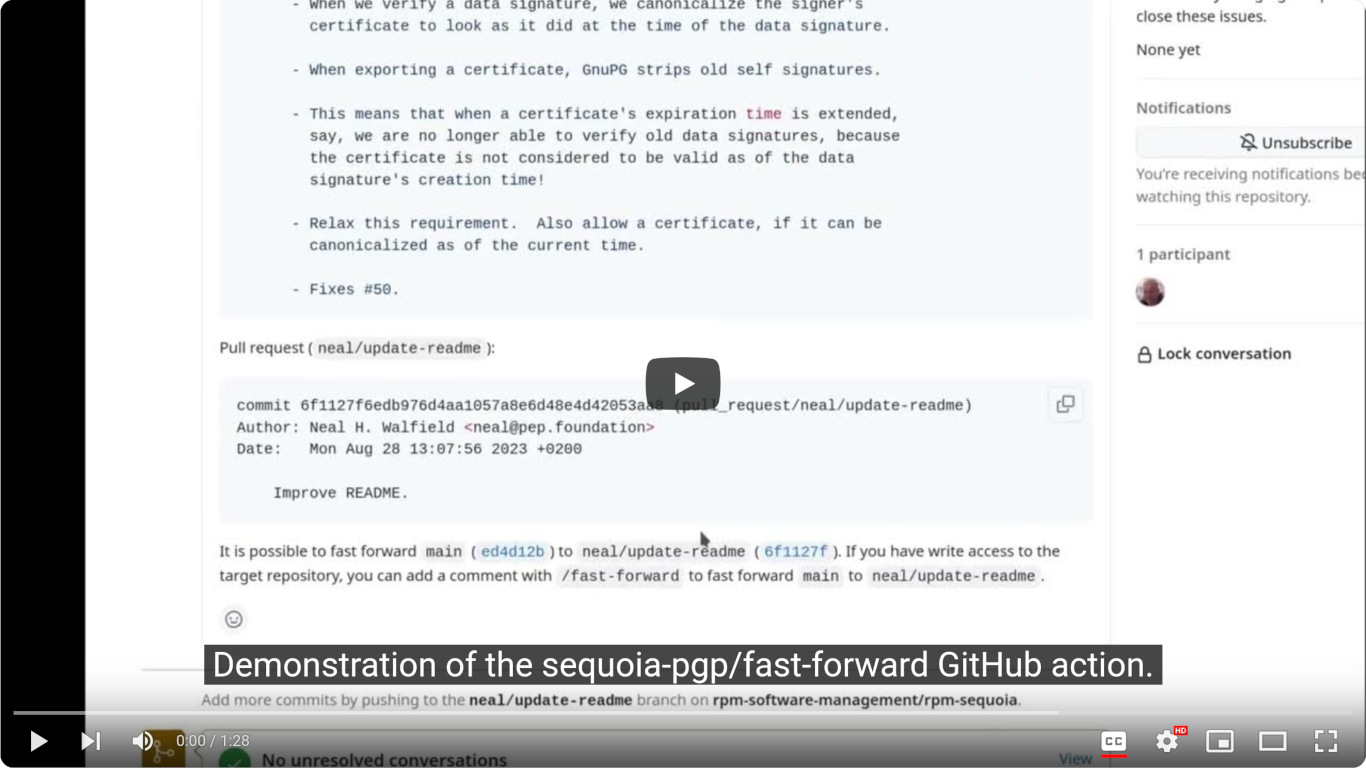 - When we verify a data signature, we canonicalize the signer's
certificate to look as it did at the time of the data signature.
- When exporting a certificate, GnuPG strips old self signatures.
- This means that when a certificate's expiration time is extended,
say, we are no longer able to verify old data signatures, because
the certificate is not considered to be valid as of the data
signature's creation time!
- Relax this requirement.  Also allow a certificate, if it can be
canonicalized as of the current time.
- Fixes #50.
Pull request ( neal/update-readme ):
commit 6f1127f6edb976d4aa1057a8e6d48e4d42053aa8 (pull_request/neal/update-readme)
Author: Neal H. Walfield <neal@pep.foundation>
Date:   Mon Aug 28 13:07:56 2023 +0200
Improve README.
It is possible to fast forward main ( ed4d12b ) to neal/update-readme ( 6f1127f ). If you have write access to the
target repository, you can add a comment with /fast-forward to fast forward main to neal/update-readme .
Demonstration of the sequoia-pgp/fast-forward GitHub action.
Add more commits by pushing to the neal/update-readme branch on rpm-software-management/rpm-sequoia.
No unresolved conversations
View
0:00 / 1:28
CC
HD
close these issues.
None yet
Notifications
Unsubscribe
You're receiving notifications bec
watching this repository.
1 participant
Lock conversation